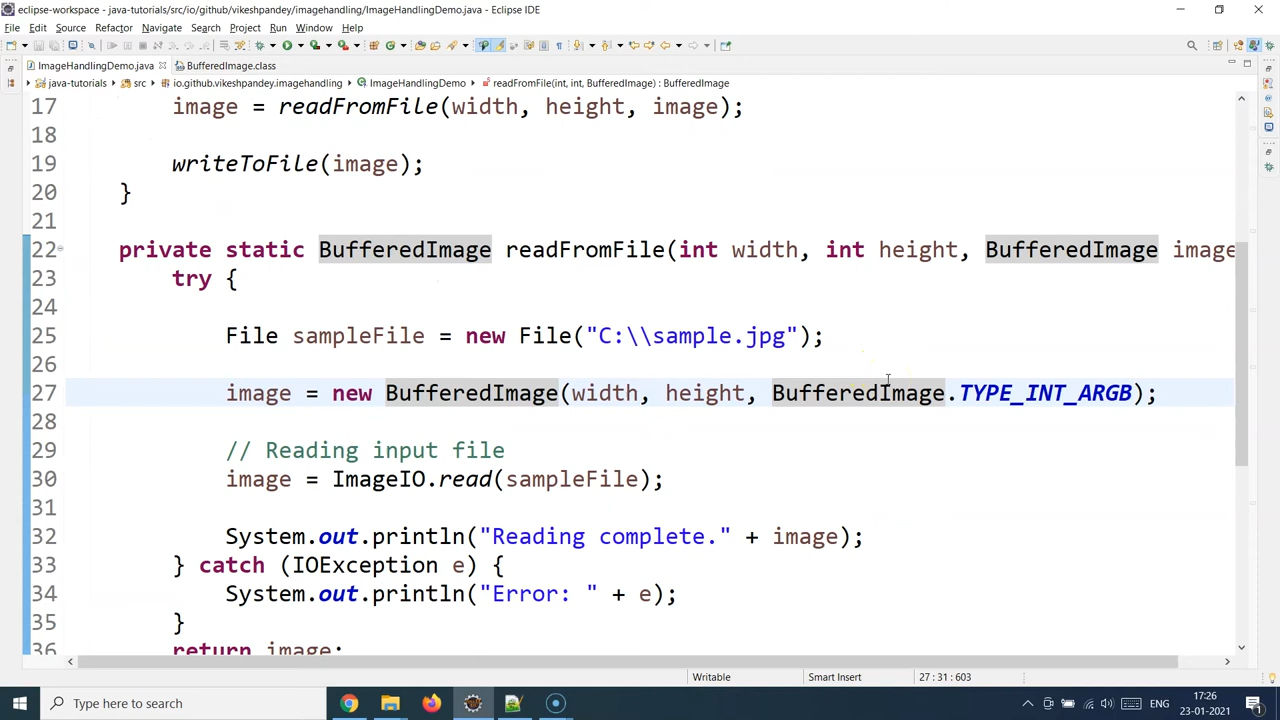 eclipse-workspace - java-tutorials/src/io/github/vikeshpandey/imagehandling/ImageHandlingDemo.java - Eclipse IDE
File Edit Source Refactor Navigate Search Project Run Window Help
ImageHandlingDemo.java BufferedImage.class
java-tutorials src io.github.vikeshpandey.imagehandling ImageHandlingDemo readFromFile(int, int, BufferedImage) : BufferedImage
17 image = readFromFile(width, height, image);
18
19 writeToFile(image);
20 }
21
22 private static BufferedImage readFromFile(int width, int height, BufferedImage image
23 try {
24
25 File sampleFile = new File("C:\\sample.jpg");
26
27 image = new BufferedImage(width, height, BufferedImage.TYPE_INT_ARGB);
28
29 // Reading input file
30 image = ImageIO.read(sampleFile);
31
32 System.out.println("Reading complete." + image);
33 } catch (IOException e) {
34 System.out.println("Error: " + e);
35 }
36 return image;
Writable Smart Insert 27 : 31 : 603
Type here to search ENG 17:26
23-01-2021